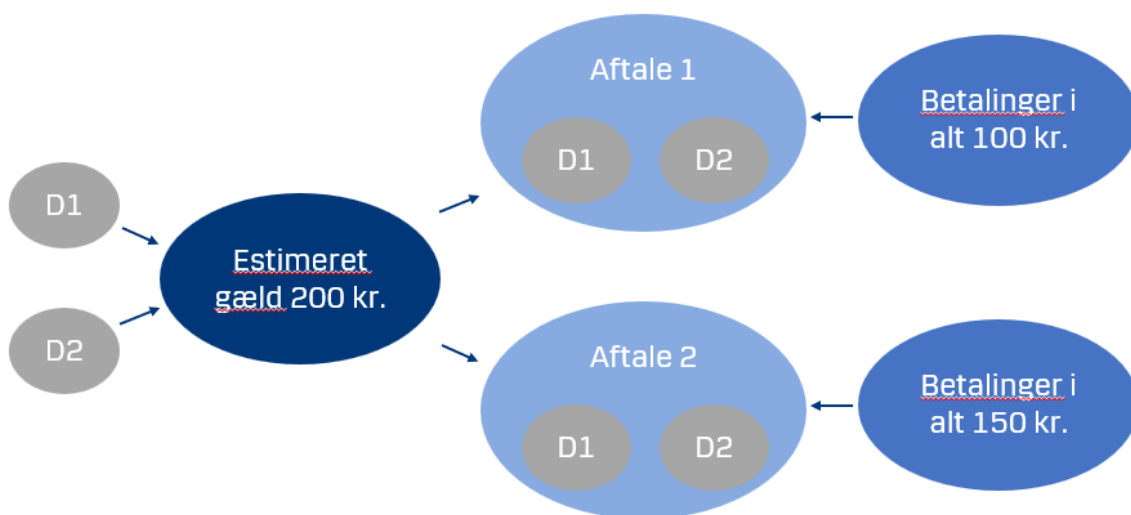 D1
D2
Estimeret
gæld 200 kr.
Aftale 1
D1
D2
Betalinger i
alt 100 kr.
Aftale 2
D1
D2
Betalinger i
alt 150 kr.